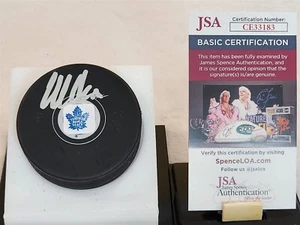 JSA
Certification Number:
CE33183
BASIC CERTIFICATION
This item has been fully examined by
James Spence Authentication, and
it is our considered opinion that the
signature(s) is/are genuine.
Verify this certification by visiting
SpenceLOA.com
JSA
Authentication